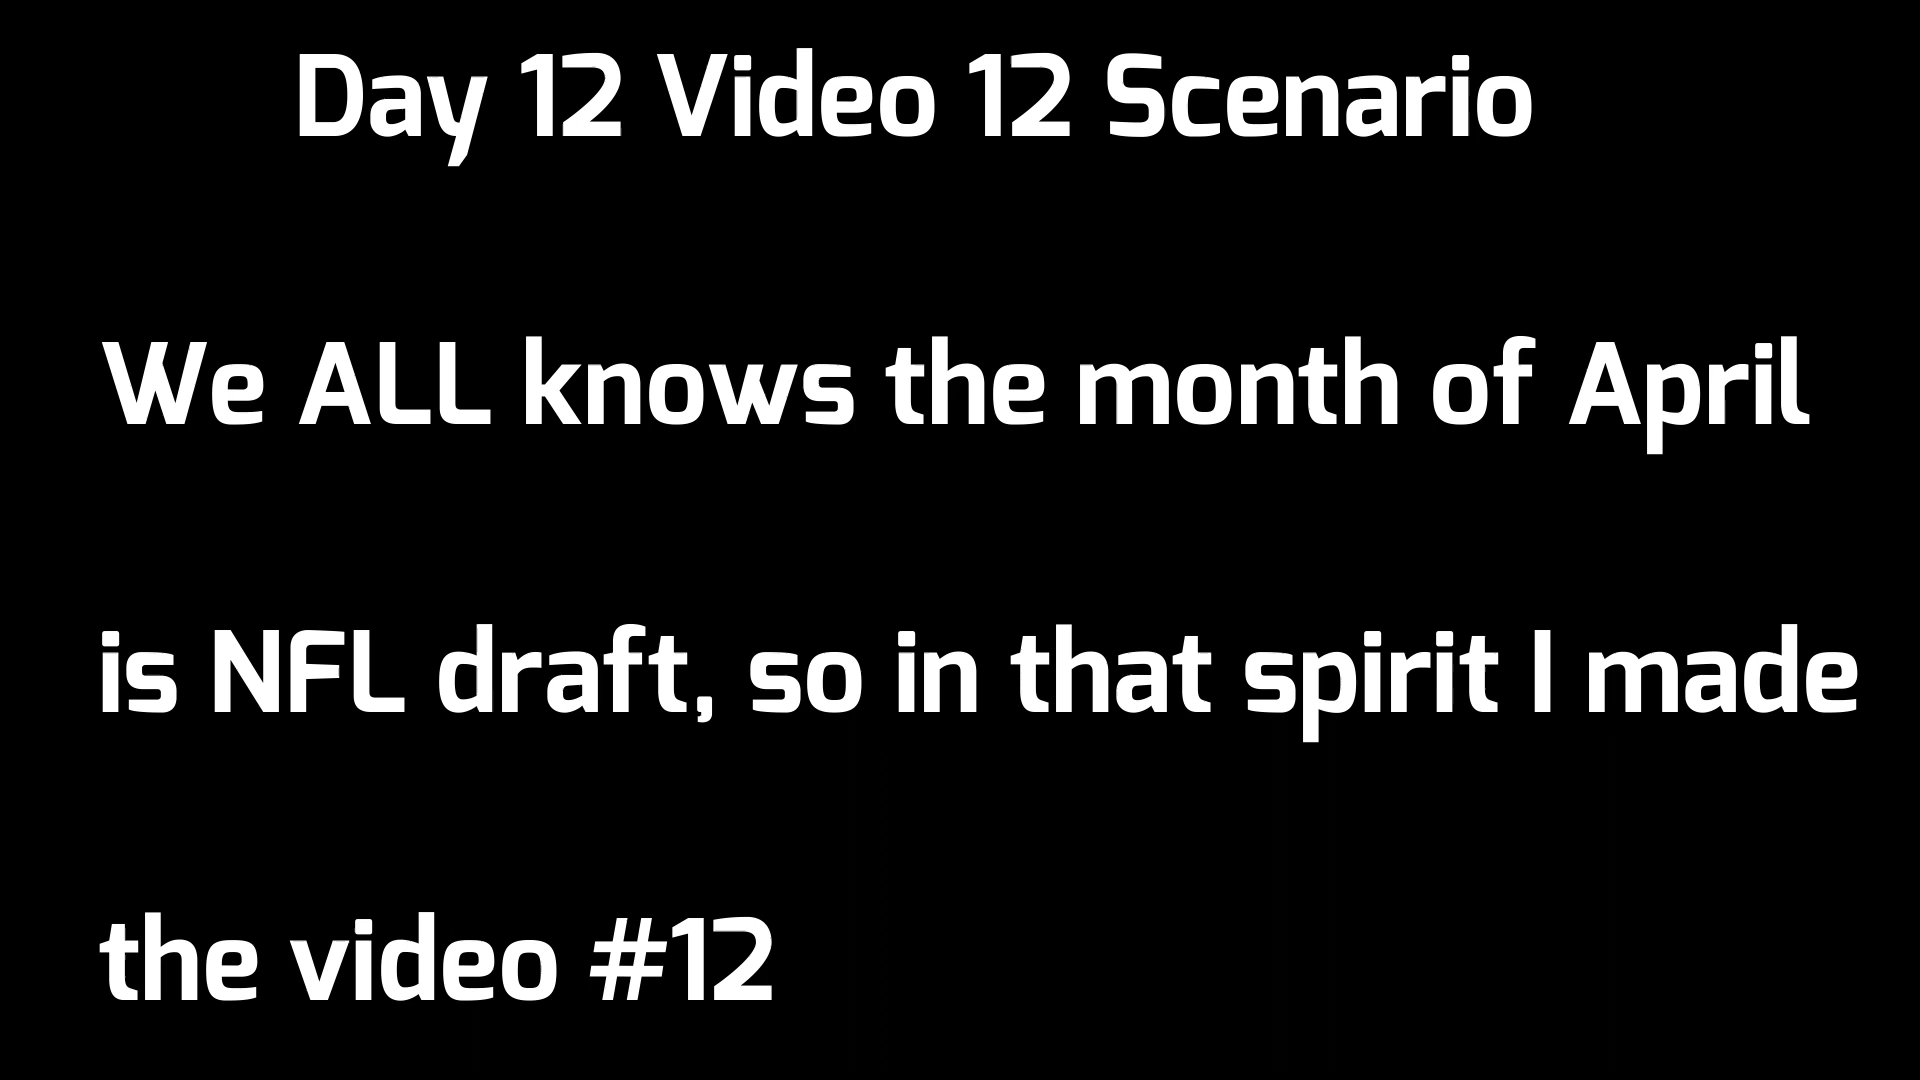 Day 12 Video 12 Scenario
We ALL knows the month of April
is NFL draft, so in that spirit I made
the video #12